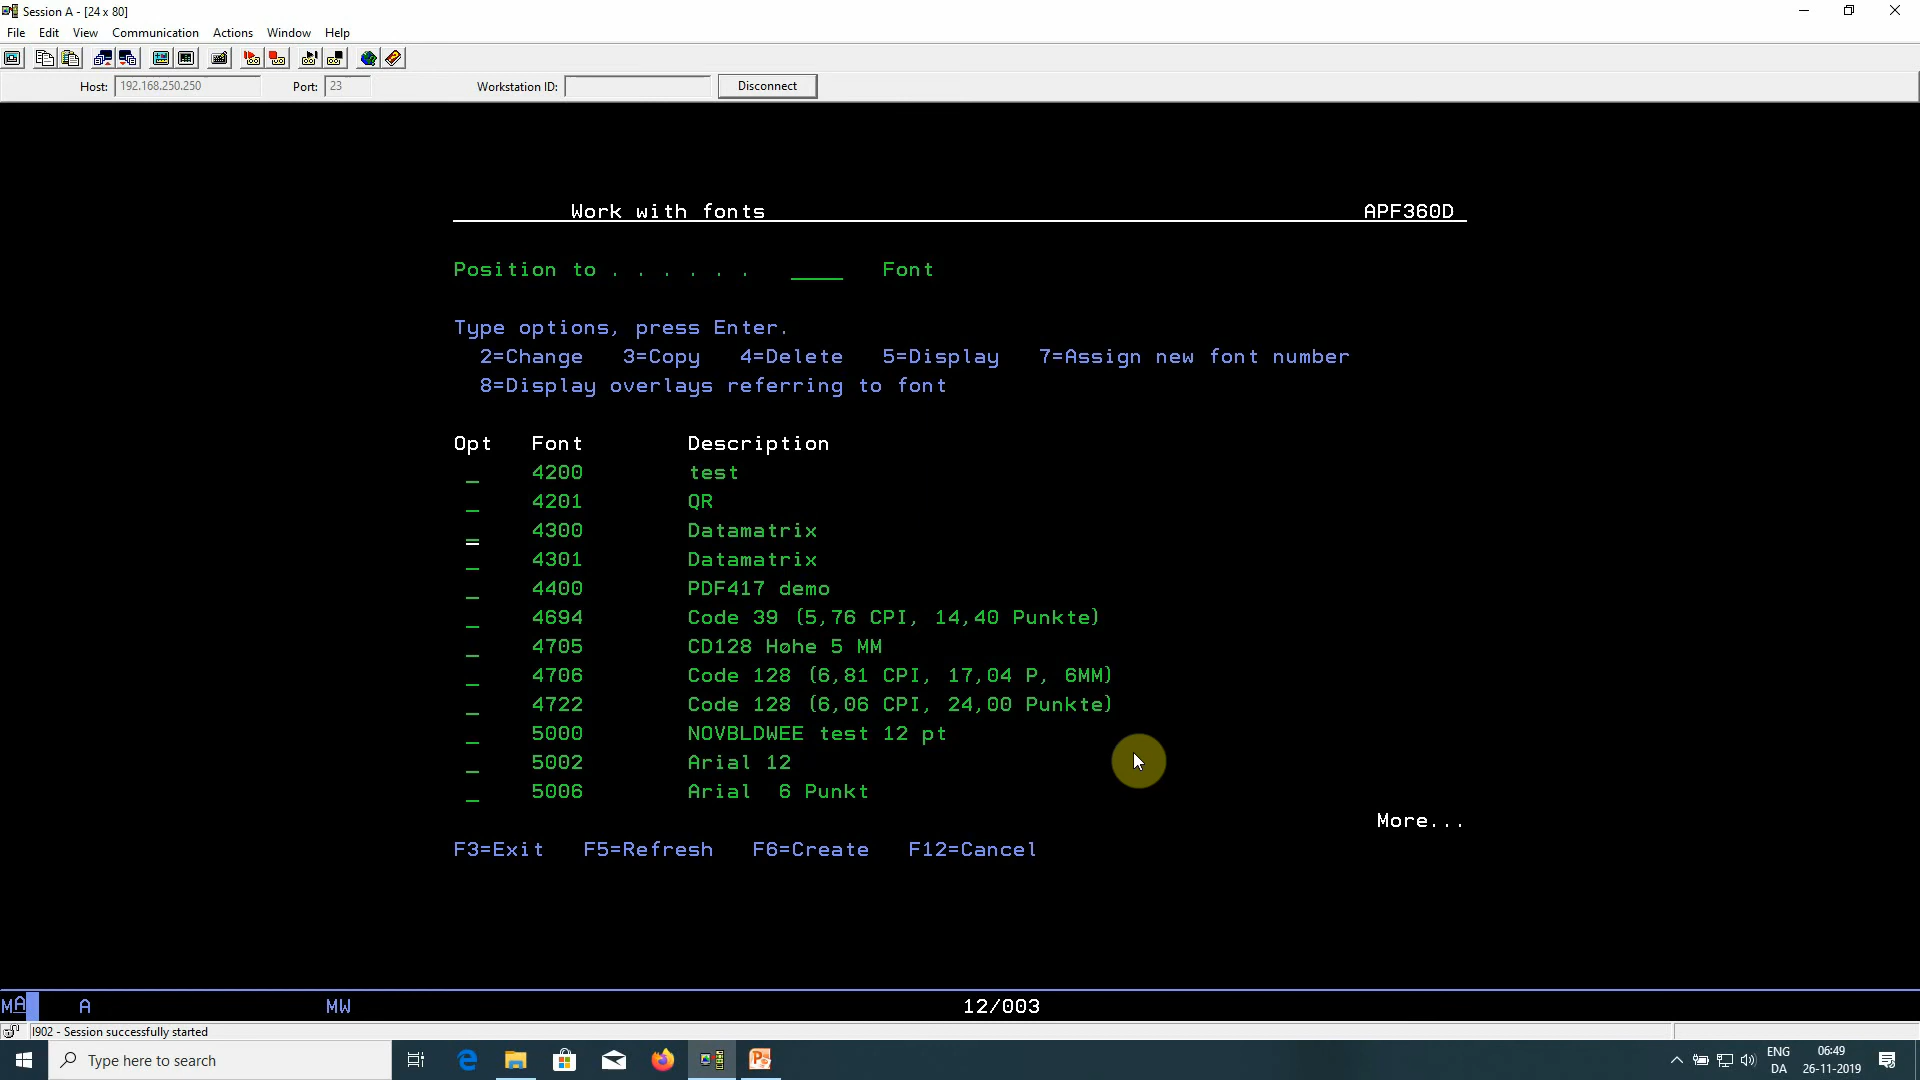 Session A - [24 x 80]
File Edit View Communication Actions Window Help
Host: 192.168.250.250 Port: 23 Workstation ID: Disconnect
Work with fonts APF360D
Position to . . . . . . Font
Type options, press Enter.
2=Change 3=Copy 4=Delete 5=Display 7=Assign new font number
8=Display overlays referring to font
Opt Font Description
4200 test
4201 QR
4300 Datamatrix
4301 Datamatrix
4400 PDF417 demo
4694 Code 39 (5,76 CPI, 14,40 Punkte)
4705 CD128 Høhe 5 MM
4706 Code 128 (6,81 CPI, 17,04 P, 6MM)
4722 Code 128 (6,06 CPI, 24,00 Punkte)
5000 NOVBLDWEE test 12 pt
5002 Arial 12
5006 Arial 6 Punkt
More...
F3=Exit F5=Refresh F6=Create F12=Cancel
MA A MW 12/003
I902 - Session successfully started
Type here to search
ENG 06:49
DA 26-11-2019